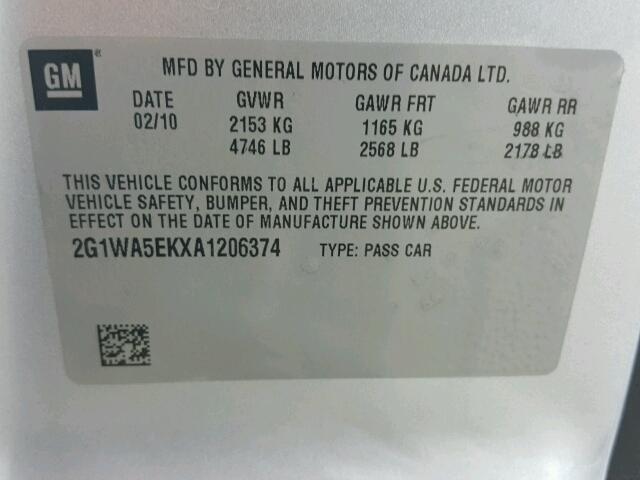 GM®
MFD BY GENERAL MOTORS OF CANADA LTD.
DATE GVWR GAWR FRT GAWR RR
02/10 2153 KG 1165 KG 988 KG
4746 LB 2568 LB 2178 LB
THIS VEHICLE CONFORMS TO ALL APPLICABLE U.S. FEDERAL MOTOR
VEHICLE SAFETY, BUMPER, AND THEFT PREVENTION STANDARDS IN
EFFECT ON THE DATE OF MANUFACTURE SHOWN ABOVE.
2G1WA5EKXA1206374 TYPE: PASS CAR